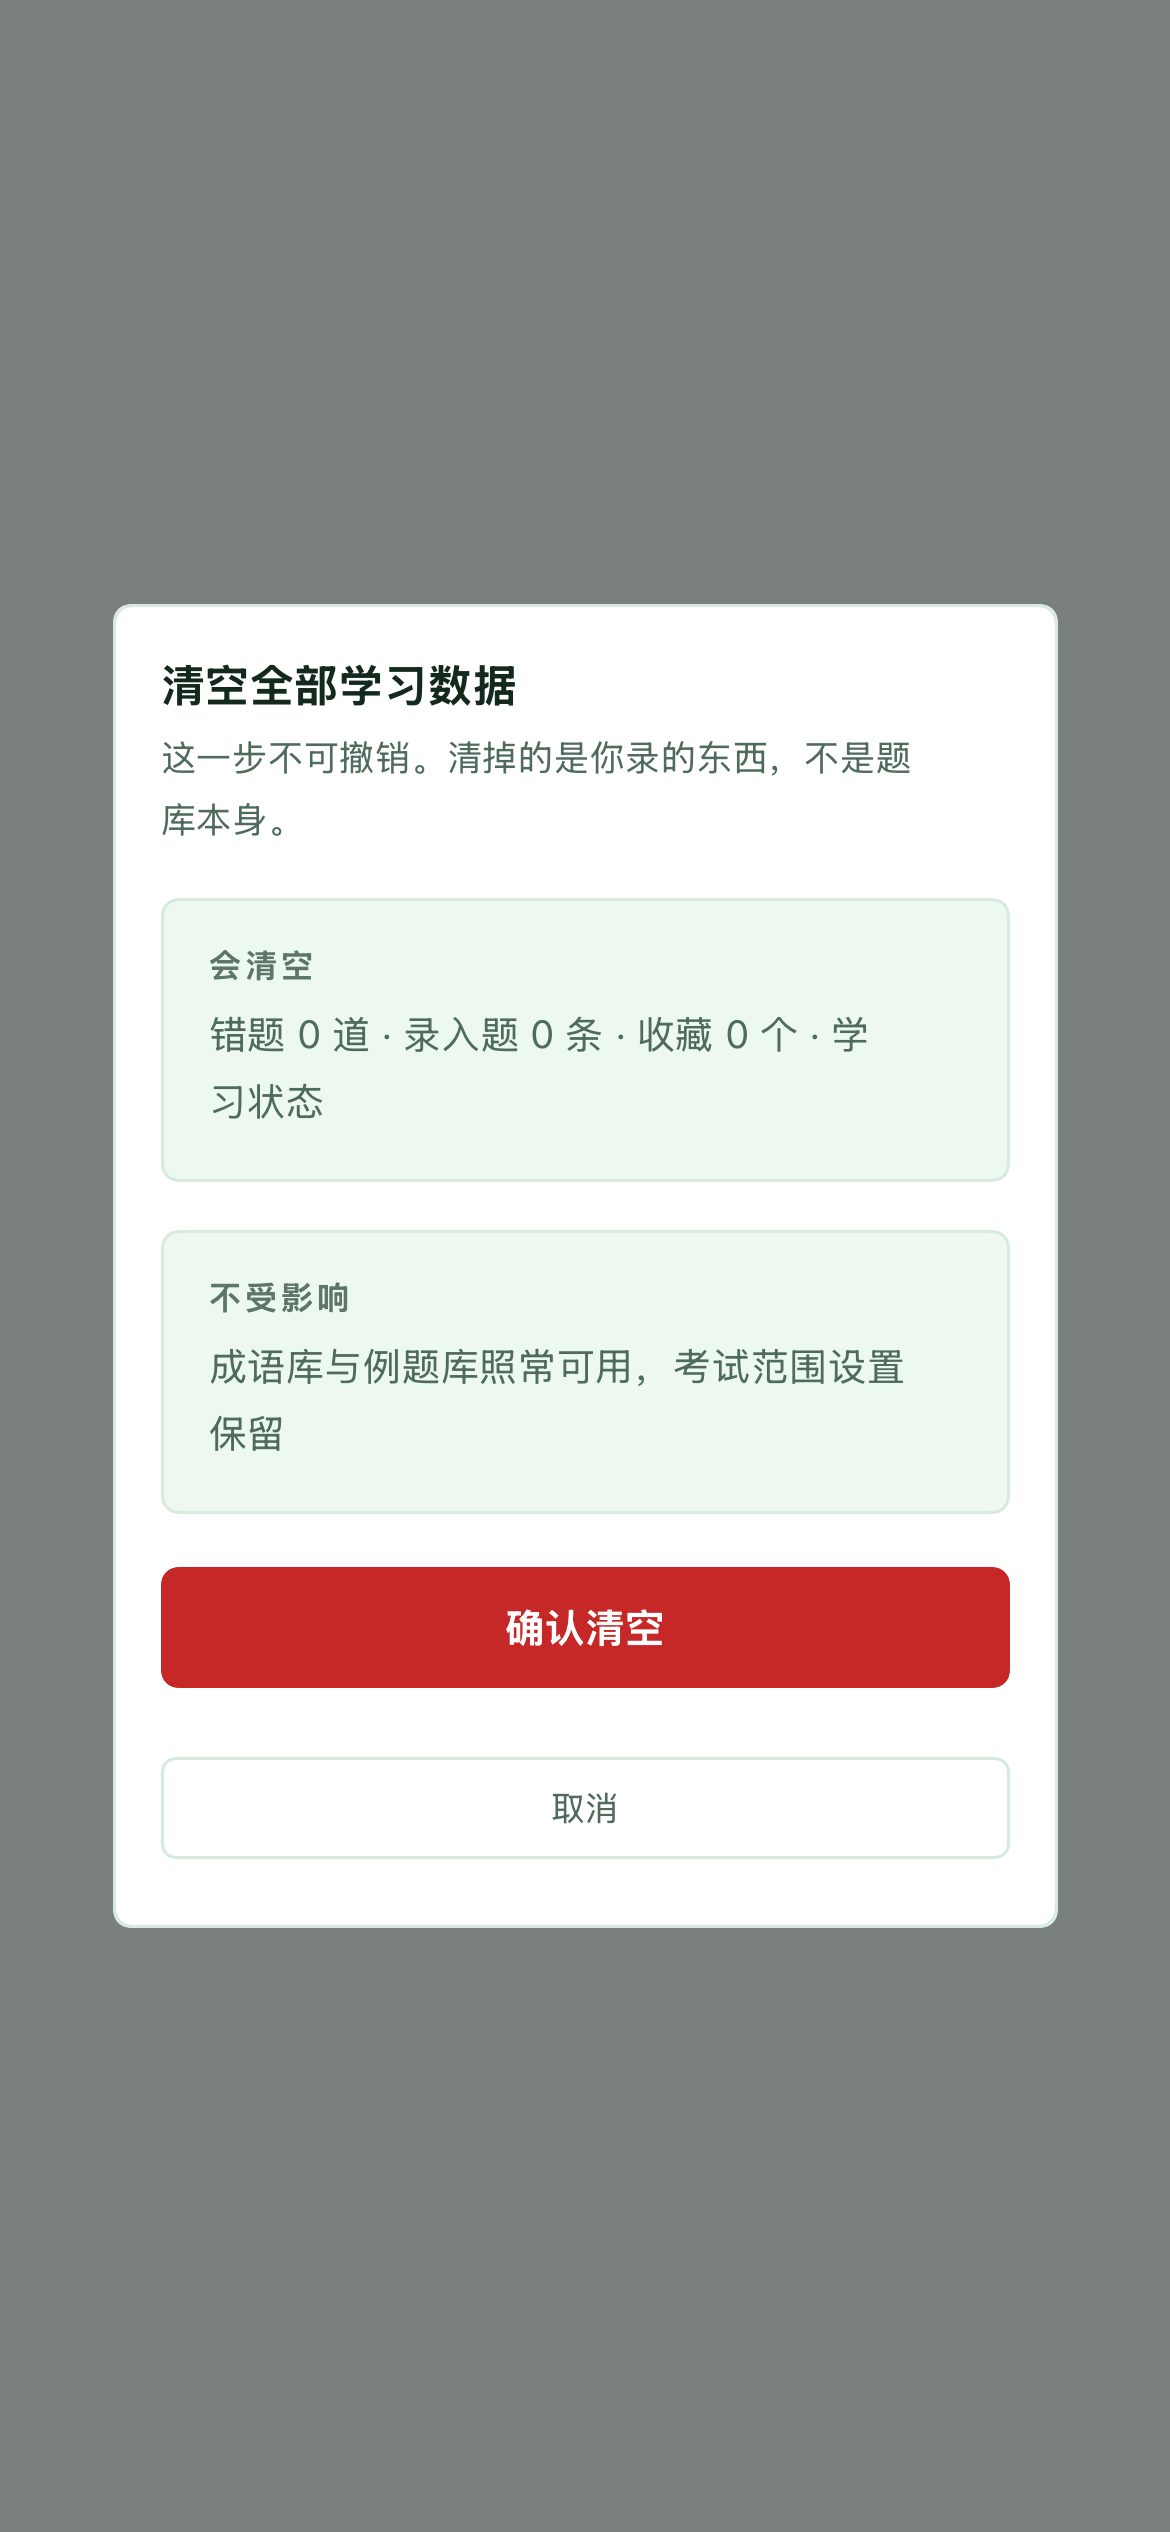 清空全部学习数据
这一步不可撤销。清掉的是你录的东西，不是题
库本身。
会清空
错题 0 道 · 录入题 0 条 · 收藏 0 个 · 学
习状态
不受影响
成语库与例题库照常可用，考试范围设置
保留
确认清空
取消